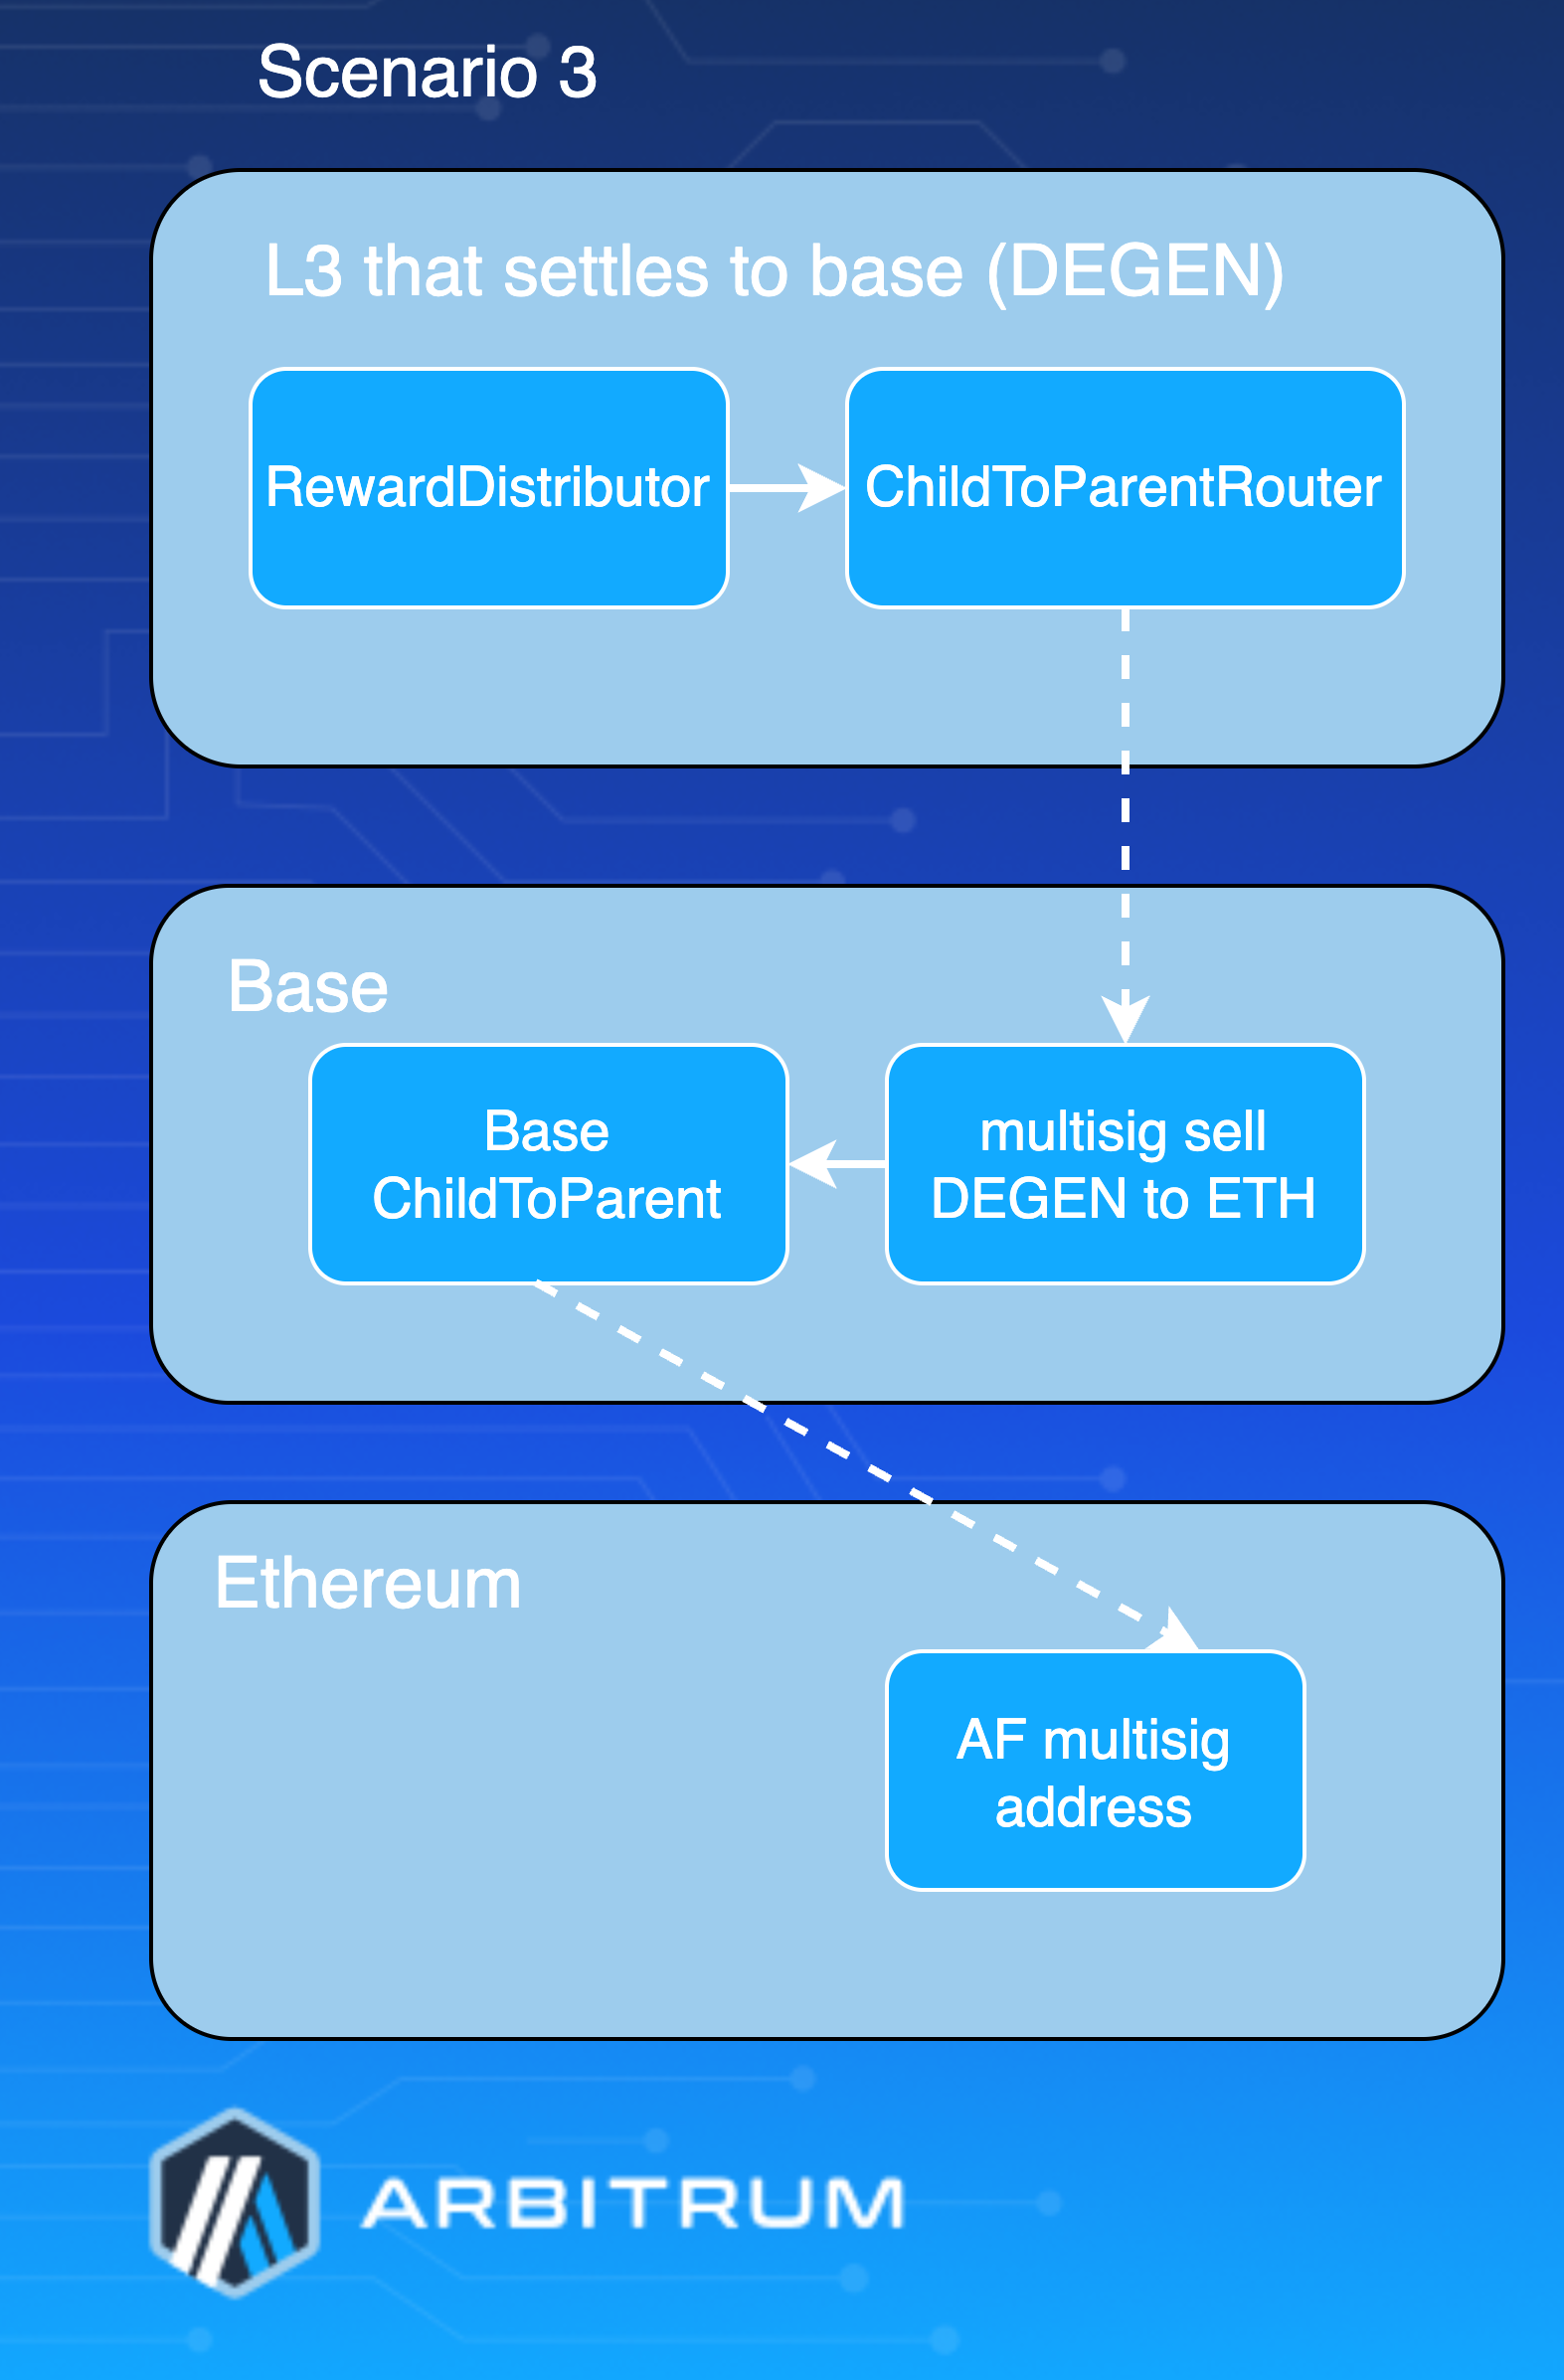 Scenario 3
L3 that settles to base (DEGEN)
RewardDistributor
ChildToParentRouter
Base
Base
ChildToParent
multisig sell
DEGEN to ETH
Ethereum
AF multisig
address
ARBITRUM